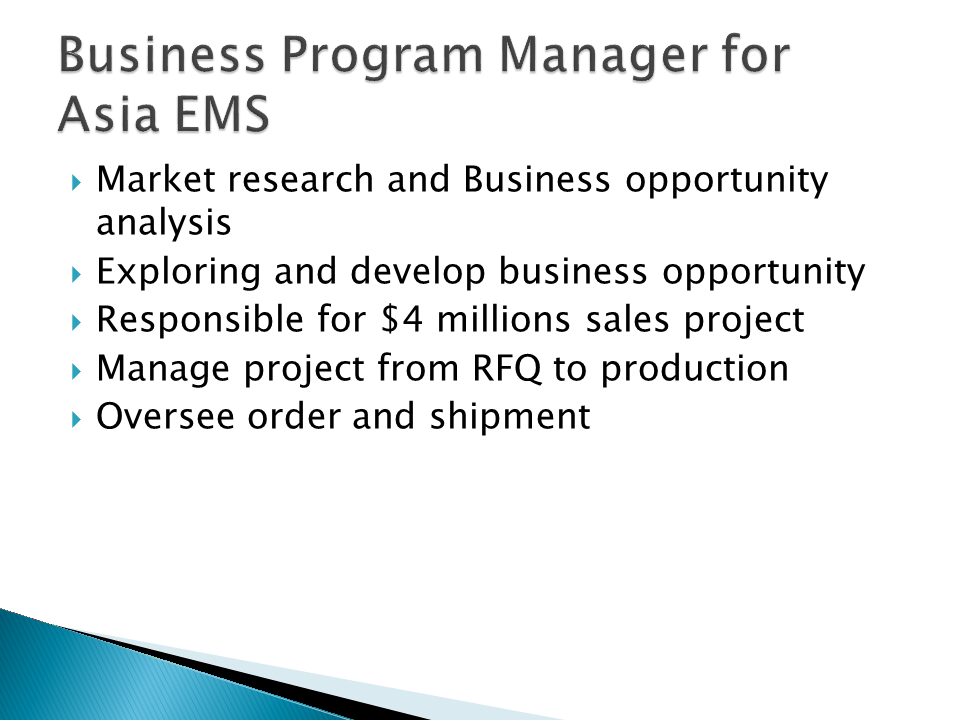 Business Program Manager for
Asia EMS
Market research and Business opportunity
analysis
Exploring and develop business opportunity
Responsible for $4 millions sales project
Manage project from RFQ to production
Oversee order and shipment